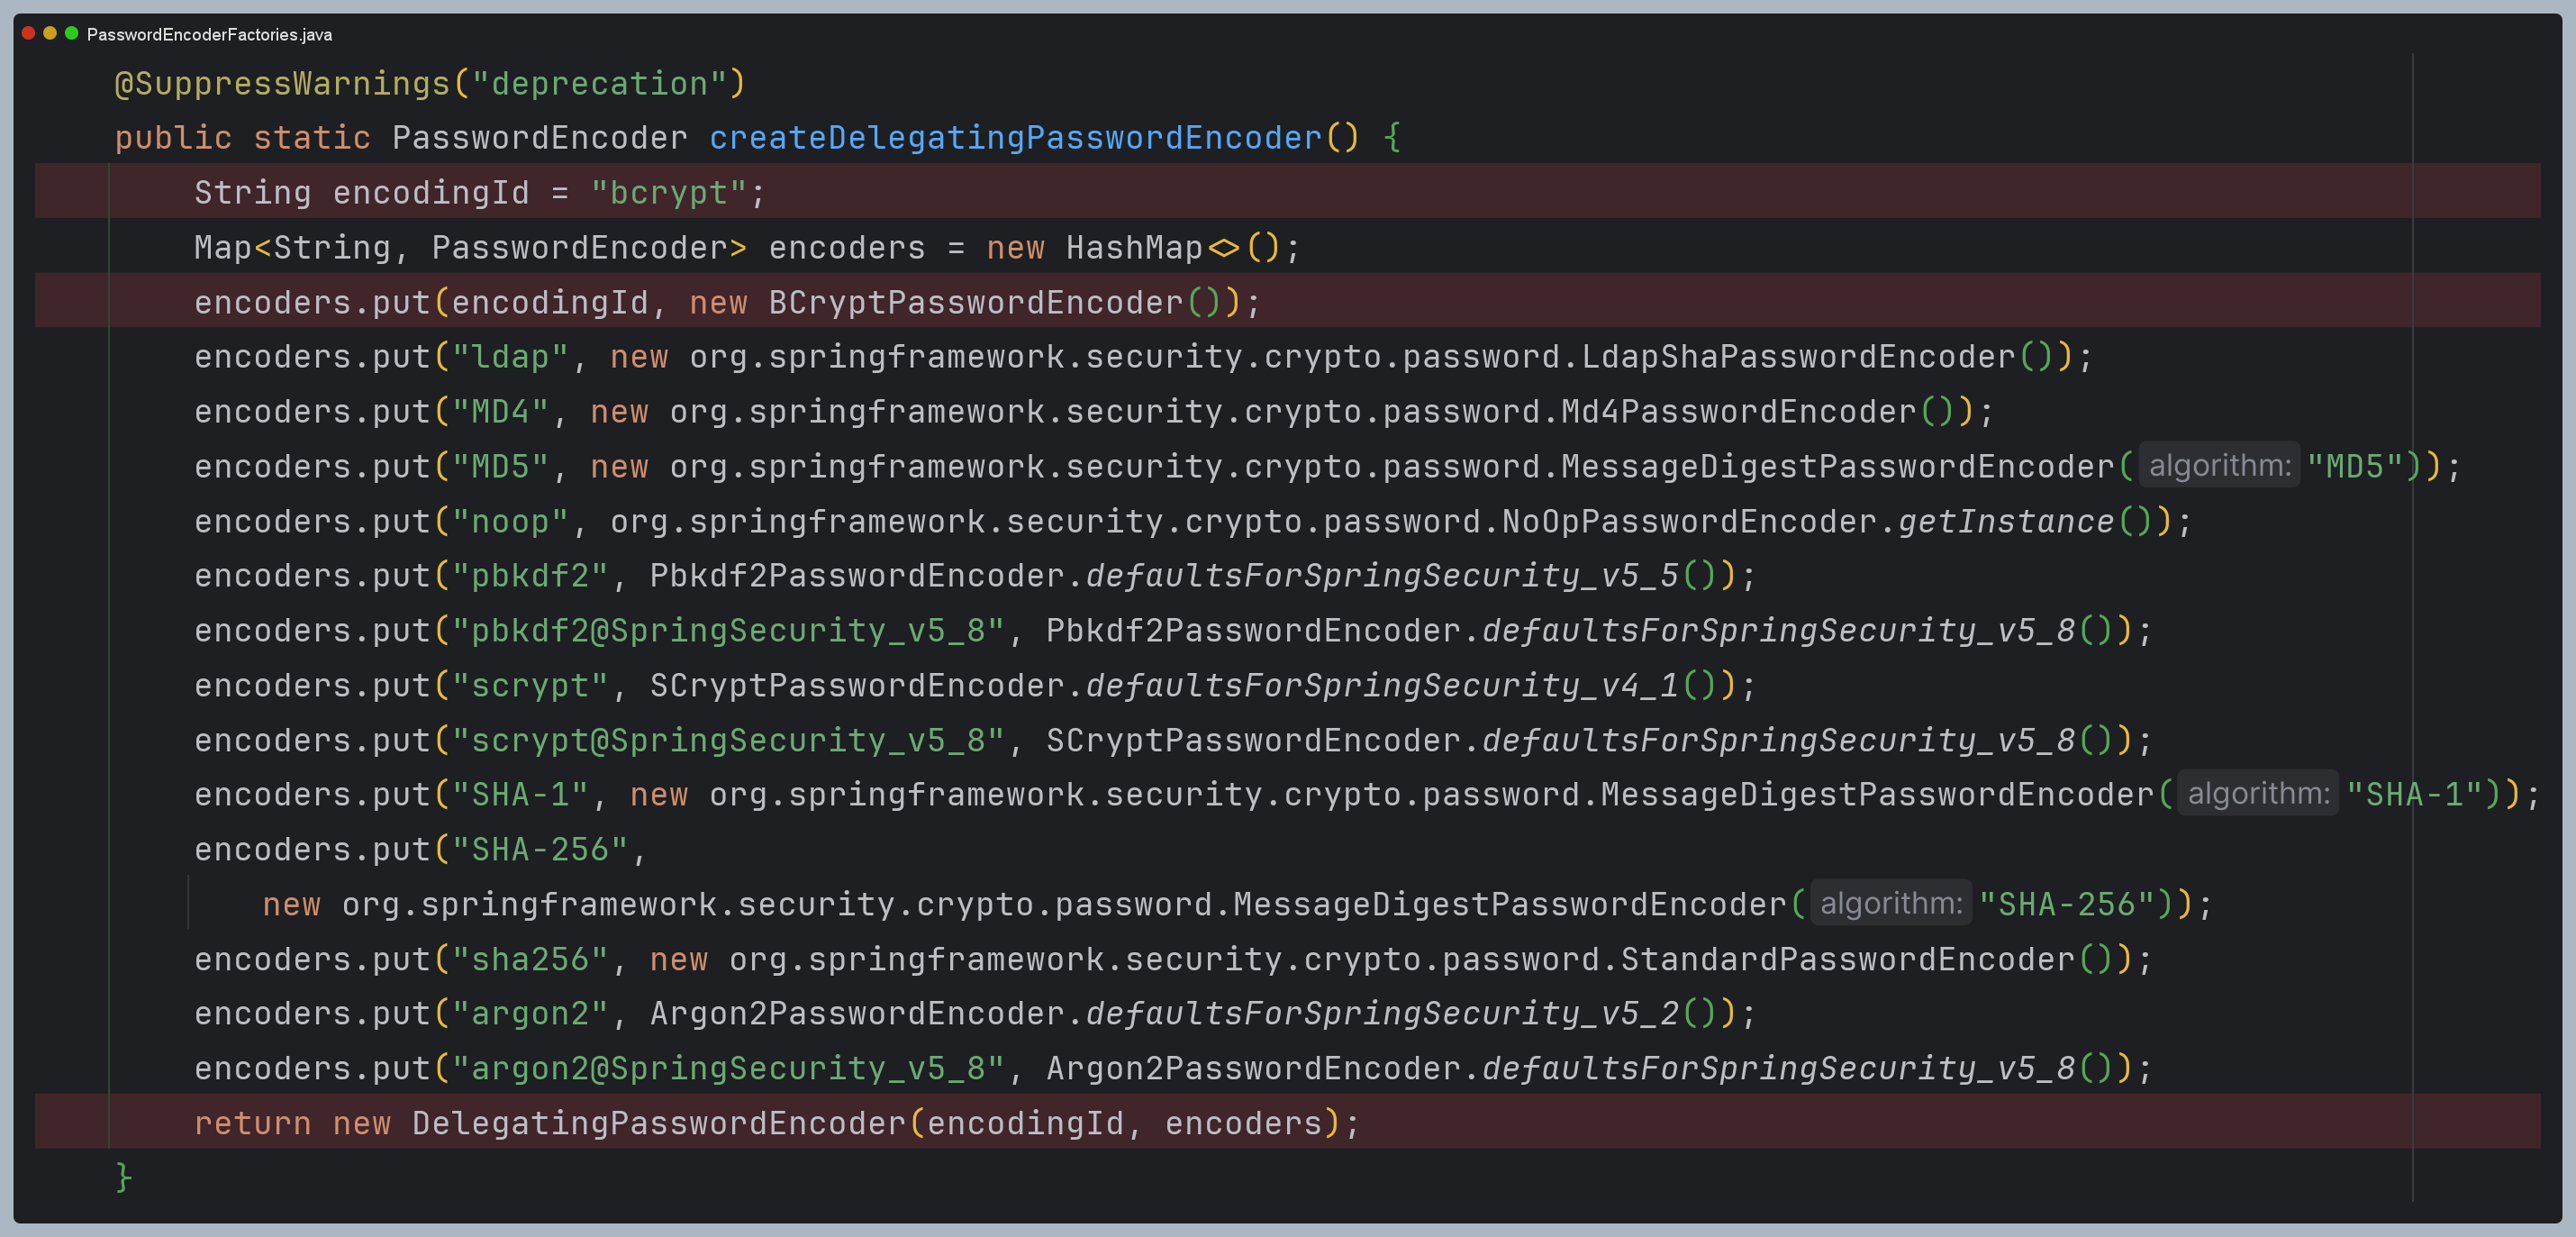 PasswordEncoderFactories.java
@SuppressWarnings("deprecation")
public static PasswordEncoder createDelegatingPasswordEncoder() {
String encodingId = "bcrypt";
Map<String, PasswordEncoder> encoders = new HashMap<>();
encoders.put(encodingId, new BCryptPasswordEncoder());
encoders.put("ldap", new org.springframework.security.crypto.password.LdapShaPasswordEncoder());
encoders.put("MD4", new org.springframework.security.crypto.password.Md4PasswordEncoder());
encoders.put("MD5", new org.springframework.security.crypto.password.MessageDigestPasswordEncoder( algorithm: "MD5"));
encoders.put("noop", org.springframework.security.crypto.password.NoOpPasswordEncoder.getInstance());
encoders.put("pbkdf2", Pbkdf2PasswordEncoder.defaultsForSpringSecurity_v5_5());
encoders.put("pbkdf2@SpringSecurity_v5_8", Pbkdf2PasswordEncoder.defaultsForSpringSecurity_v5_8());
encoders.put("scrypt", SCryptPasswordEncoder.defaultsForSpringSecurity_v4_1());
encoders.put("scrypt@SpringSecurity_v5_8", SCryptPasswordEncoder.defaultsForSpringSecurity_v5_8());
encoders.put("SHA-1", new org.springframework.security.crypto.password.MessageDigestPasswordEncoder( algorithm: "SHA-1"));
encoders.put("SHA-256",
new org.springframework.security.crypto.password.MessageDigestPasswordEncoder( algorithm: "SHA-256"));
encoders.put("sha256", new org.springframework.security.crypto.password.StandardPasswordEncoder());
encoders.put("argon2", Argon2PasswordEncoder.defaultsForSpringSecurity_v5_2());
encoders.put("argon2@SpringSecurity_v5_8", Argon2PasswordEncoder.defaultsForSpringSecurity_v5_8());
return new DelegatingPasswordEncoder(encodingId, encoders);
}